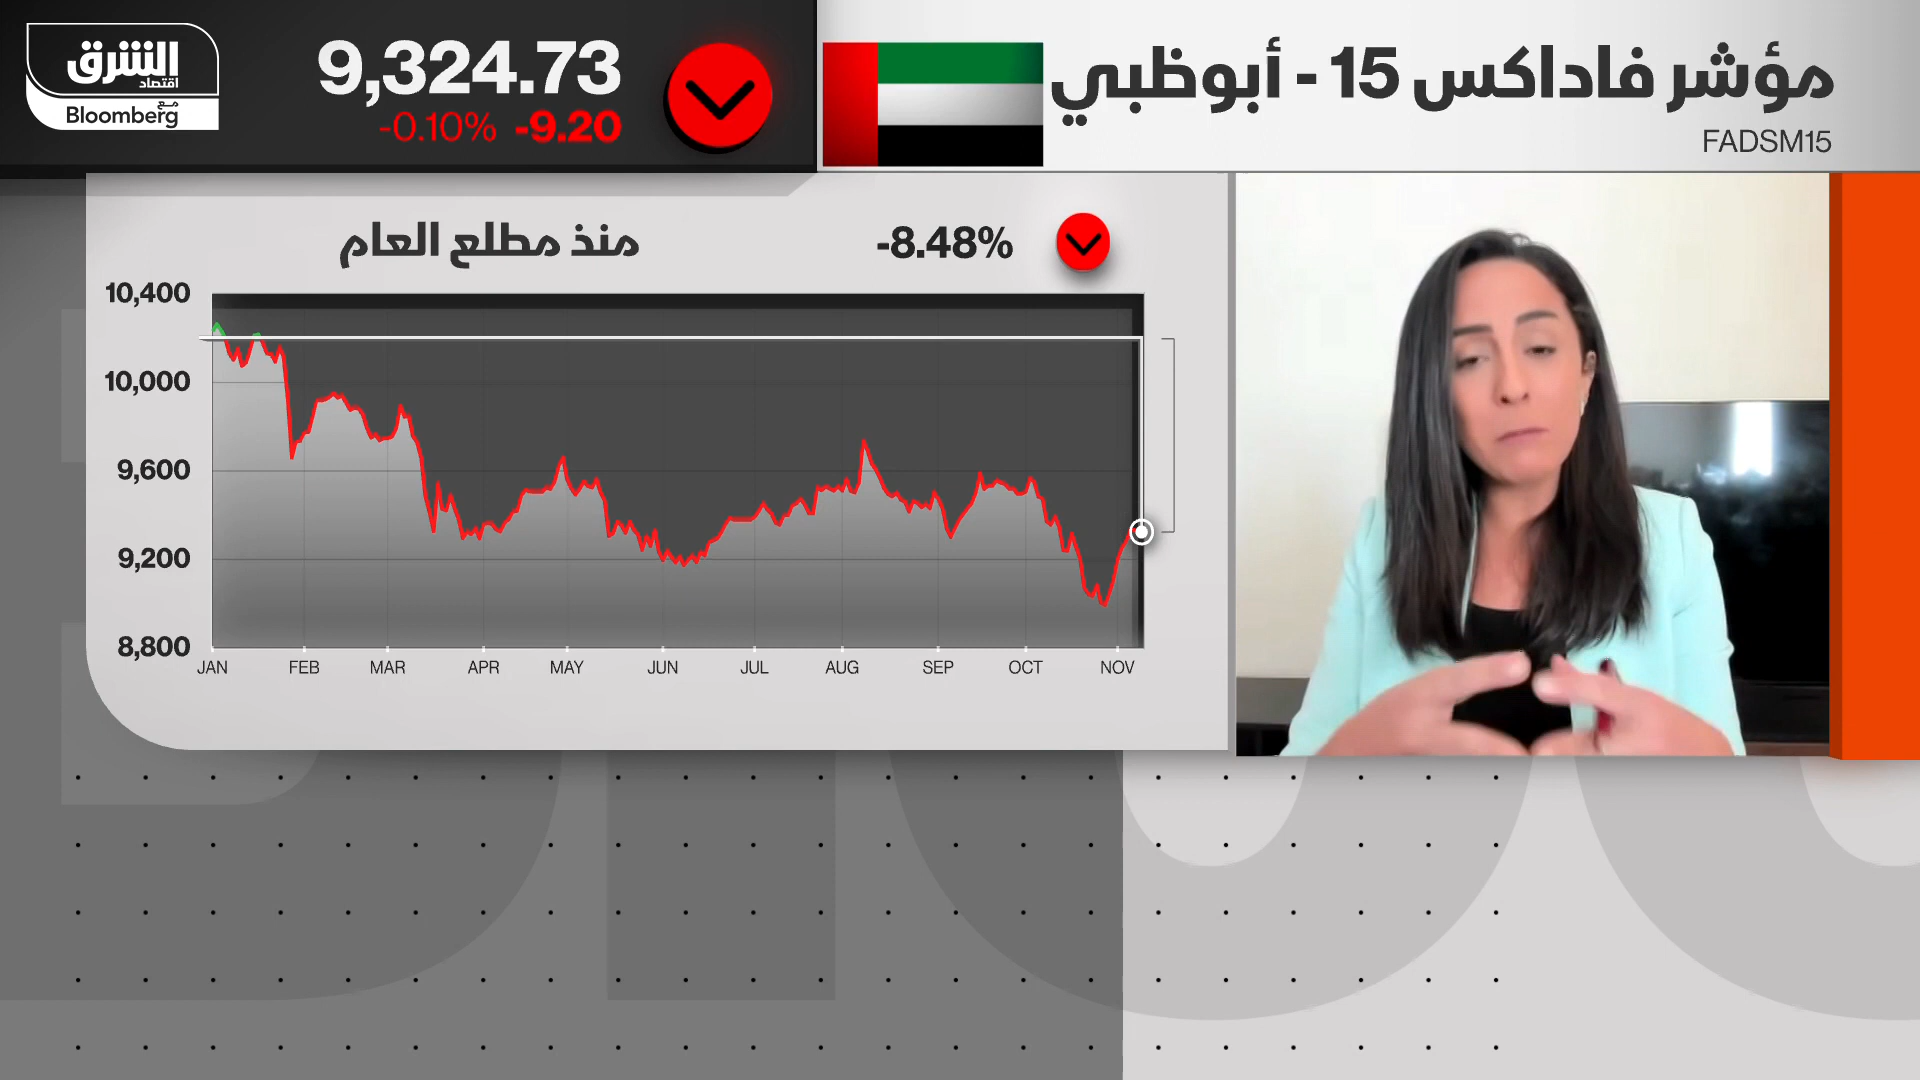 الشرق
اقتصاد
مع
Bloomberg
9,324.73
-0.10% -9.20
مؤشر فاداكس 15 - أبوظبي
FADSM15
منذ مطلع العام
-8.48%
10,400
10,000
9,600
9,200
8,800
JAN FEB MAR APR MAY JUN JUL AUG SEP OCT NOV